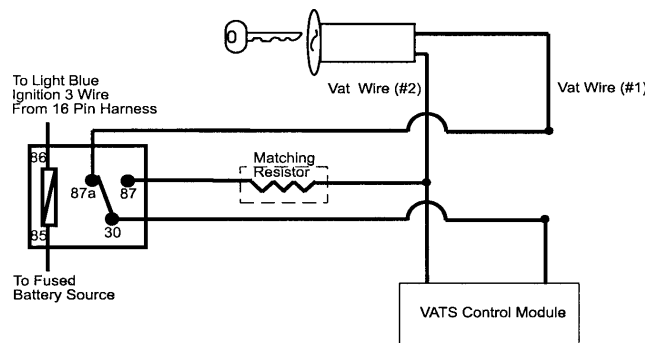 Vat Wire (#2)
Vat Wire (#1)
To Light Blue
Ignition 3 Wire
From 16 Pin Harness
86
87a
87
85
30
Matching
Resistor
To Fused
Battery Source
VATS Control Module